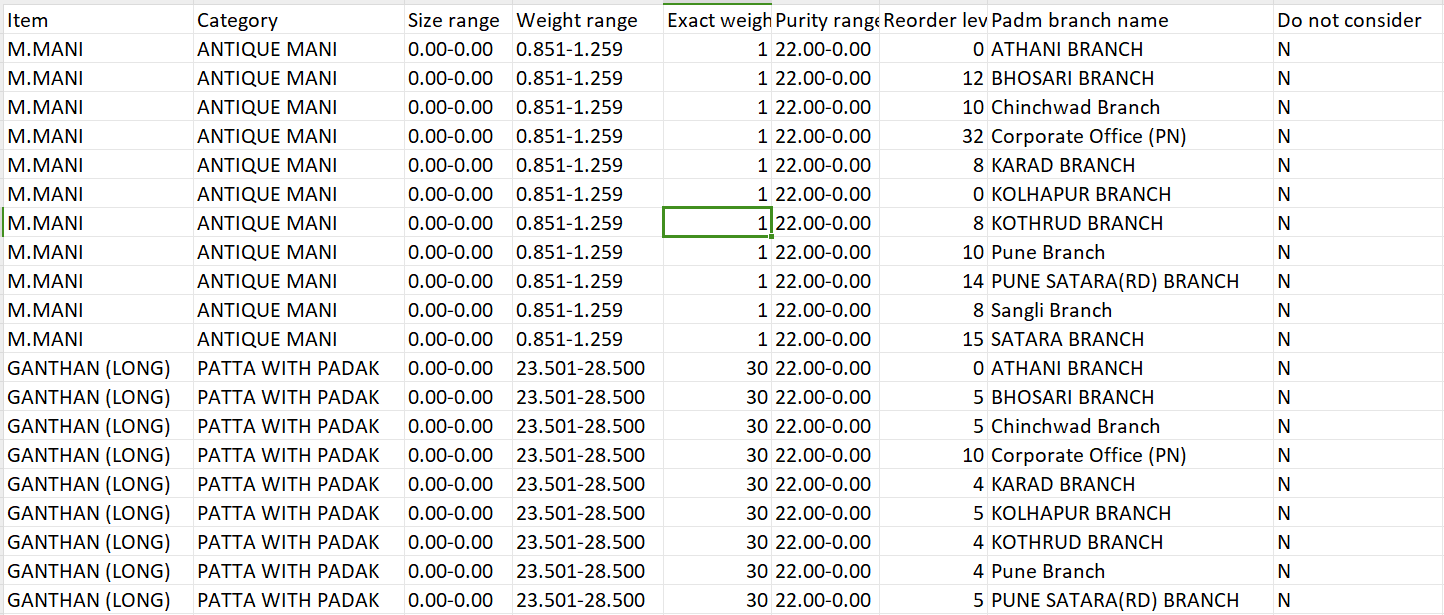 Item Category Size range Weight range Exact weigh Purity range Reorder lev Padm branch name Do not consider
M.MANI ANTIQUE MANI 0.00-0.00 0.851-1.259 1 22.00-0.00 0 ATHANI BRANCH N
M.MANI ANTIQUE MANI 0.00-0.00 0.851-1.259 1 22.00-0.00 12 BHOSARI BRANCH N
M.MANI ANTIQUE MANI 0.00-0.00 0.851-1.259 1 22.00-0.00 10 Chinchwad Branch N
M.MANI ANTIQUE MANI 0.00-0.00 0.851-1.259 1 22.00-0.00 32 Corporate Office (PN) N
M.MANI ANTIQUE MANI 0.00-0.00 0.851-1.259 1 22.00-0.00 8 KARAD BRANCH N
M.MANI ANTIQUE MANI 0.00-0.00 0.851-1.259 1 22.00-0.00 0 KOLHAPUR BRANCH N
M.MANI ANTIQUE MANI 0.00-0.00 0.851-1.259 1 22.00-0.00 8 KOTHRUD BRANCH N
M.MANI ANTIQUE MANI 0.00-0.00 0.851-1.259 1 22.00-0.00 10 Pune Branch N
M.MANI ANTIQUE MANI 0.00-0.00 0.851-1.259 1 22.00-0.00 14 PUNE SATARA(RD) BRANCH N
M.MANI ANTIQUE MANI 0.00-0.00 0.851-1.259 1 22.00-0.00 8 Sangli Branch N
M.MANI ANTIQUE MANI 0.00-0.00 0.851-1.259 1 22.00-0.00 15 SATARA BRANCH N
GANTHAN (LONG) PATTA WITH PADAK 0.00-0.00 23.501-28.500 30 22.00-0.00 0 ATHANI BRANCH N
GANTHAN (LONG) PATTA WITH PADAK 0.00-0.00 23.501-28.500 30 22.00-0.00 5 BHOSARI BRANCH N
GANTHAN (LONG) PATTA WITH PADAK 0.00-0.00 23.501-28.500 30 22.00-0.00 5 Chinchwad Branch N
GANTHAN (LONG) PATTA WITH PADAK 0.00-0.00 23.501-28.500 30 22.00-0.00 10 Corporate Office (PN) N
GANTHAN (LONG) PATTA WITH PADAK 0.00-0.00 23.501-28.500 30 22.00-0.00 4 KARAD BRANCH N
GANTHAN (LONG) PATTA WITH PADAK 0.00-0.00 23.501-28.500 30 22.00-0.00 5 KOLHAPUR BRANCH N
GANTHAN (LONG) PATTA WITH PADAK 0.00-0.00 23.501-28.500 30 22.00-0.00 4 KOTHRUD BRANCH N
GANTHAN (LONG) PATTA WITH PADAK 0.00-0.00 23.501-28.500 30 22.00-0.00 4 Pune Branch N
GANTHAN (LONG) PATTA WITH PADAK 0.00-0.00 23.501-28.500 30 22.00-0.00 5 PUNE SATARA(RD) BRANCH N